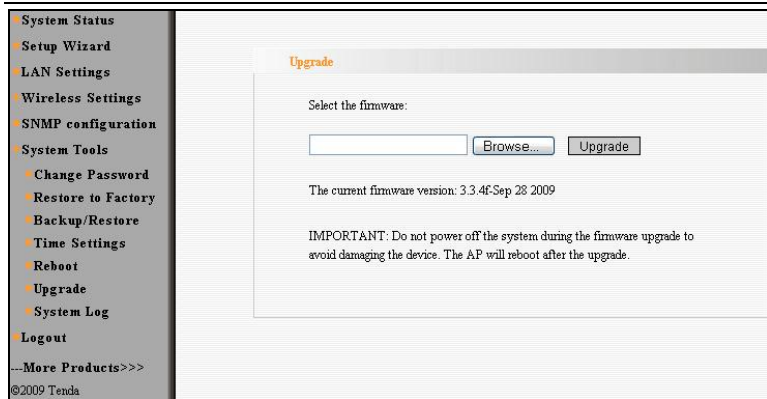 System Status
Setup Wizard
LAN Settings
Wireless Settings
SNMP configuration
System Tools
Change Password
Restore to Factory
Backup/Restore
Time Settings
Reboot
Upgrade
System Log
Logout
---More Products>>>
©2009 Tenda
Upgrade
Select the firmware:
Browse... Upgrade
The current firmware version: 3.3.4f-Sep 28 2009
IMPORTANT: Do not power off the system during the firmware upgrade to
avoid damaging the device. The AP will reboot after the upgrade.